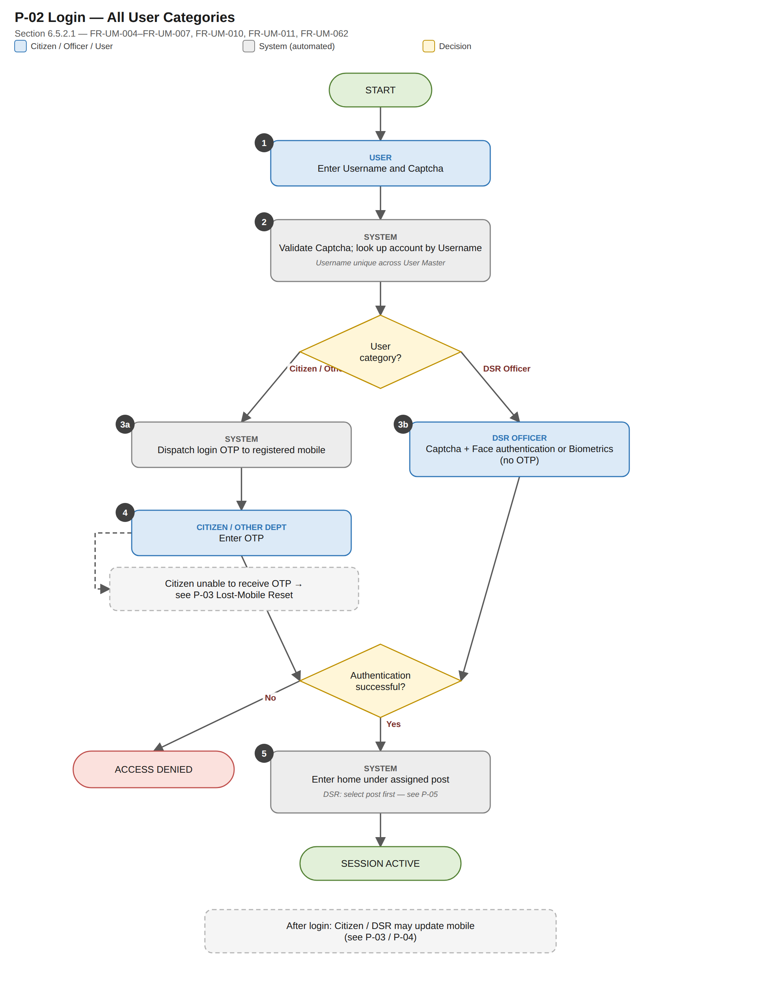 P-02 Login — All User Categories
Section 6.5.2.1 — FR-UM-004–FR-UM-007, FR-UM-010, FR-UM-011, FR-UM-062
Citizen / Officer / User
System (automated)
Decision
START
1
USER
Enter Username and Captcha
2
SYSTEM
Validate Captcha; look up account by Username
Username unique across User Master
User
category?
Citizen /
DSR Officer
3a
SYSTEM
Dispatch login OTP to registered mobile
3b
DSR OFFICER
Captcha + Face authentication or Biometrics
(no OTP)
4
CITIZEN / OTHER DEPT
Enter OTP
Citizen unable to receive OTP →
see P-03 Lost-Mobile Reset
Authentication
successful?
No
Yes
ACCESS DENIED
5
SYSTEM
Enter home under assigned post
DSR: select post first — see P-05
SESSION ACTIVE
After login: Citizen / DSR may update mobile
(see P-03 / P-04)